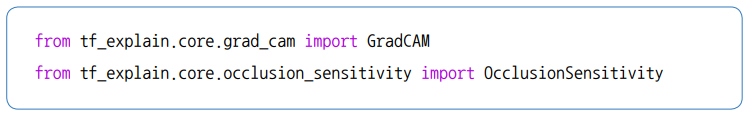 from tf_explain.core.grad_cam import GradCAM
from tf_explain.core.occlusion_sensitivity import OcclusionSensitivity